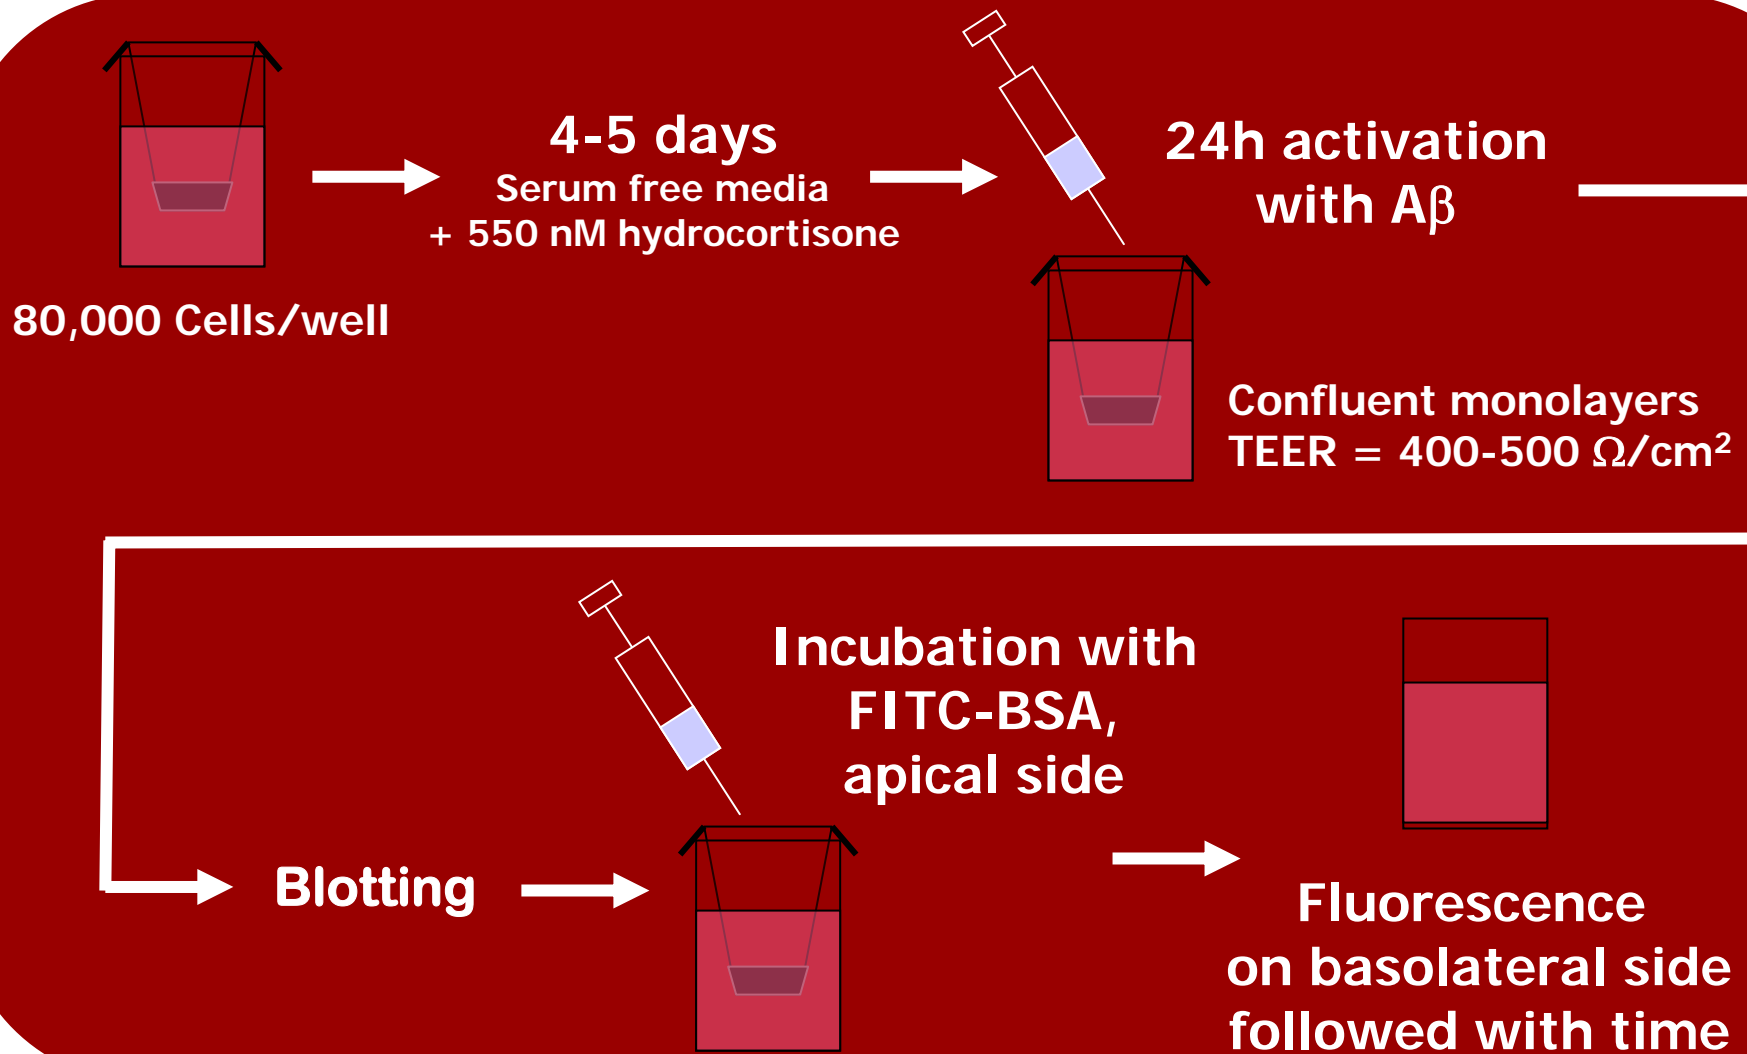 4-5 days
Serum free media
+ 550 nM hydrocortisone
24h activation
with Aβ
80,000 Cells/well
Confluent monolayers
TEER = 400-500 Ω/cm²
Incubation with
FITC-BSA,
apical side
Blotting
Fluorescence
on basolateral side
followed with time